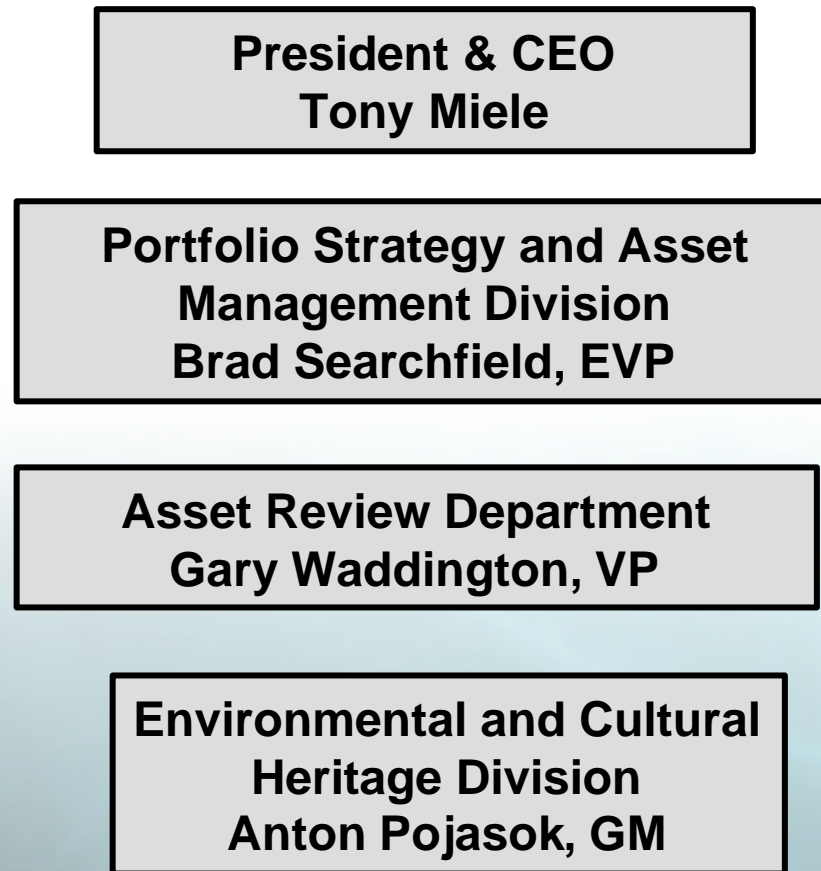 President & CEO
Tony Miele
Portfolio Strategy and Asset
Management Division
Brad Searchfield, EVP
Asset Review Department
Gary Waddington, VP
Environmental and Cultural
Heritage Division
Anton Pojasok, GM